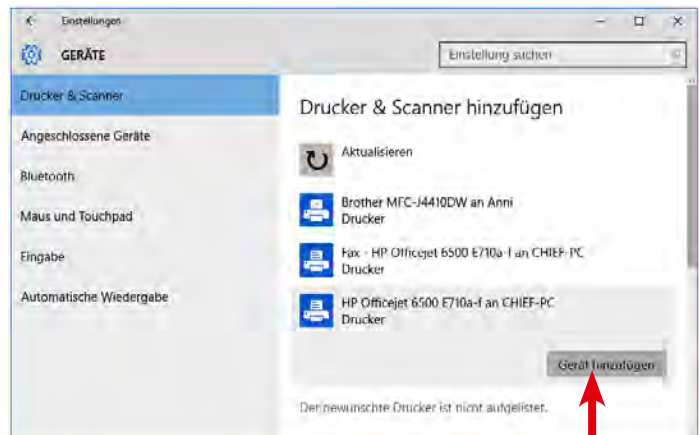 Einstellungen
GERÄTE
Einstellung suchen
Drucker & Scanner
Angeschlossene Geräte
Bluetooth
Maus und Touchpad
Eingabe
Automatische Wiedergabe
Drucker & Scanner hinzufügen
Aktualisieren
Brother MFC-J4410DW an Anni
Drucker
Fax - HP Officejet 6500 E710a-f an CHIEF-PC
Drucker
HP Officejet 6500 E710a-f an CHIEF-PC
Drucker
Gerät hinzufügen
Der gewünschte Drucker ist nicht aufgelistet.